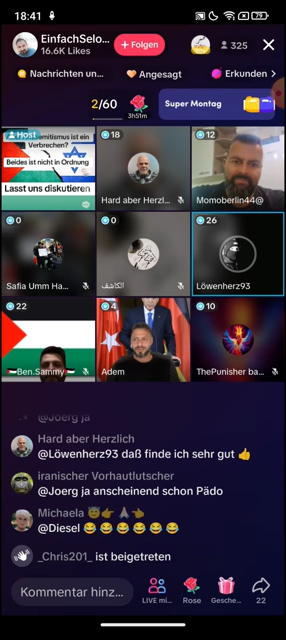 18:41
79
EinfachSelo...
16.6K Likes
+ Folgen
325
Nachrichten un...
Angesagt
Erkunden
2/60
3h51m
Super Montag
Host
Beides ist nicht in Ordnung
Lasst uns diskutieren
18
Hard aber Herzl...
12
Momoberlin44@
0
Safia Umm Ha...
0
الكاشف
26
Löwenherz93
22
Ben.Sammy
4
Adem
10
ThePunisher ba...
@Joerg ja
Hard aber Herzlich
@Löwenherz93 daß finde ich sehr gut 👍
iranischer Vorhautlutscher
@Joerg ja anscheinend schon Pädo
Michaela 😇👉🙏🏻
@Diesel 😂😂😂😂😂😂
_Chris201_ ist beigetreten
Kommentar hinz...
LIVE mi...
Rose
Gesche...
22